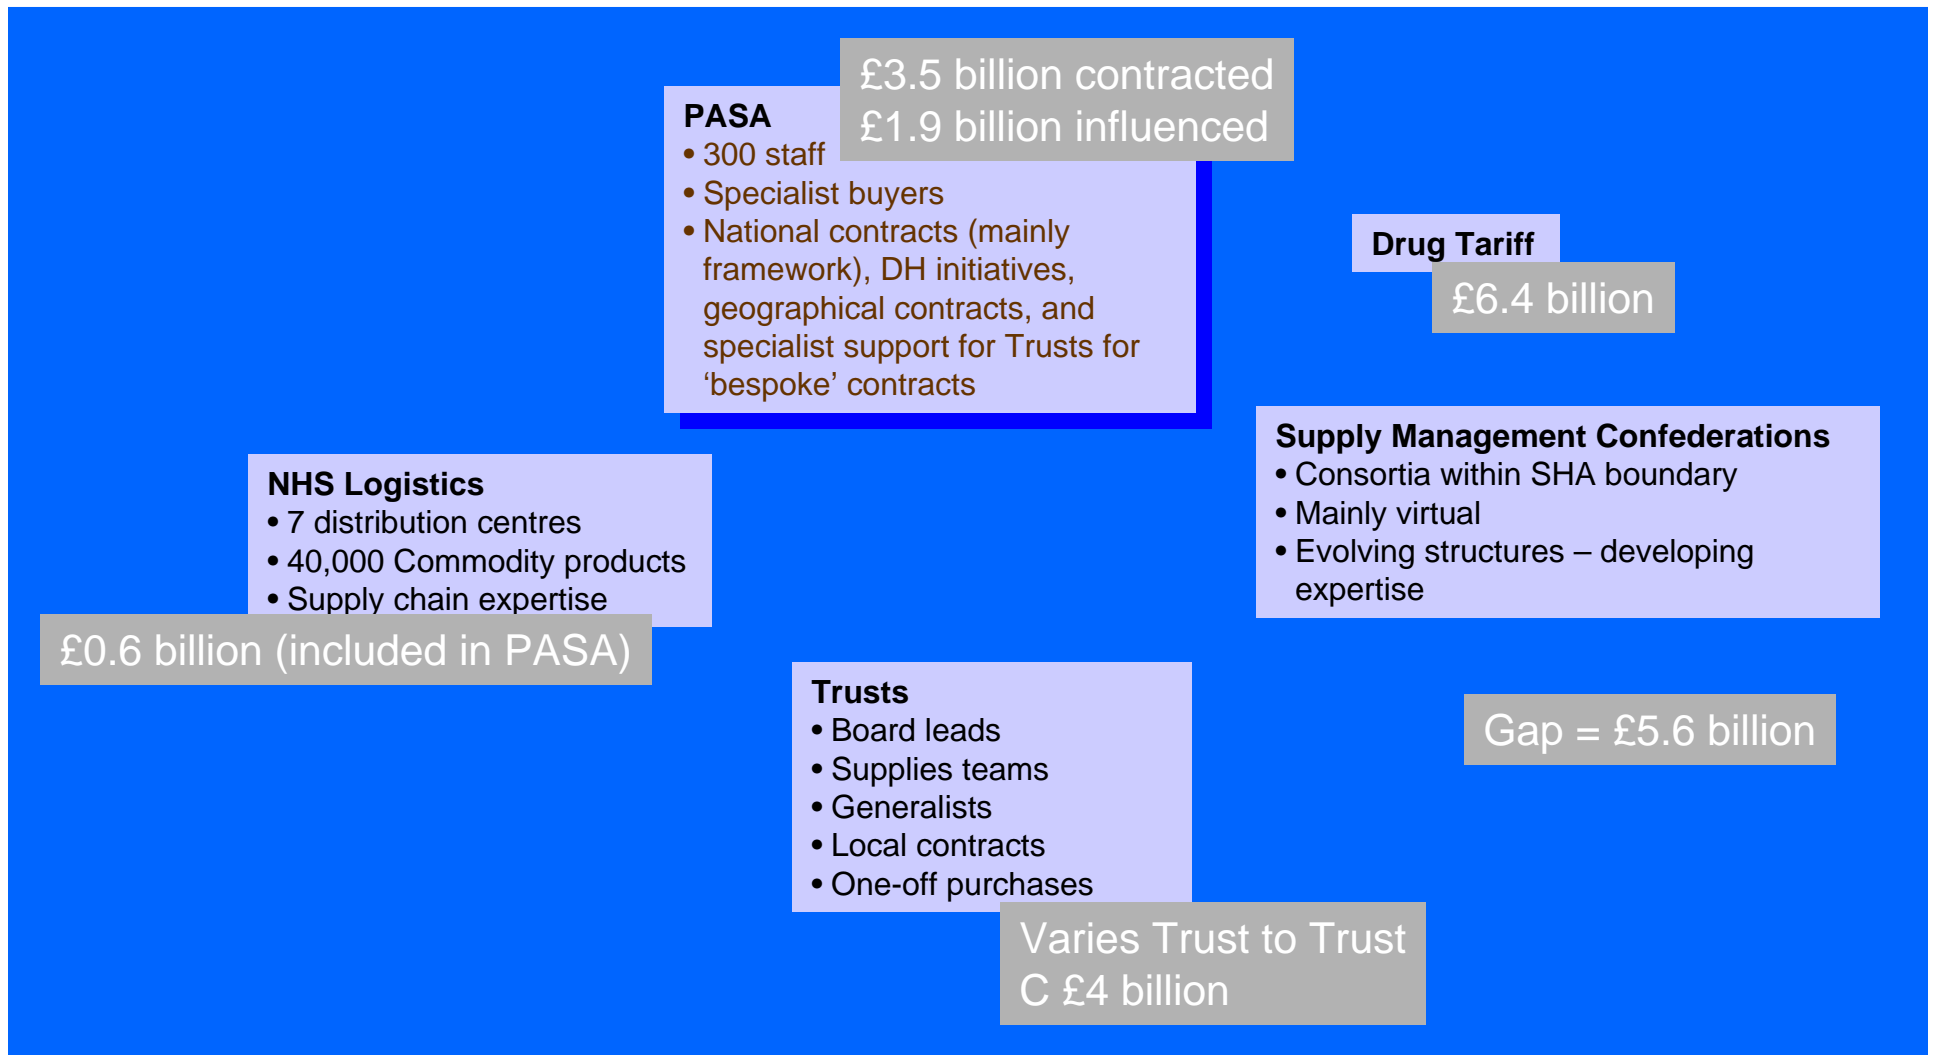 £3.5 billion contracted
£1.9 billion influenced
PASA
• 300 staff
• Specialist buyers
• National contracts (mainly
framework), DH initiatives,
geographical contracts, and
specialist support for Trusts for
‘bespoke’ contracts
Drug Tariff
£6.4 billion
Supply Management Confederations
• Consortia within SHA boundary
• Mainly virtual
• Evolving structures – developing
expertise
NHS Logistics
• 7 distribution centres
• 40,000 Commodity products
• Supply chain expertise
£0.6 billion (included in PASA)
Trusts
• Board leads
• Supplies teams
• Generalists
• Local contracts
• One-off purchases
Gap = £5.6 billion
Varies Trust to Trust
C £4 billion